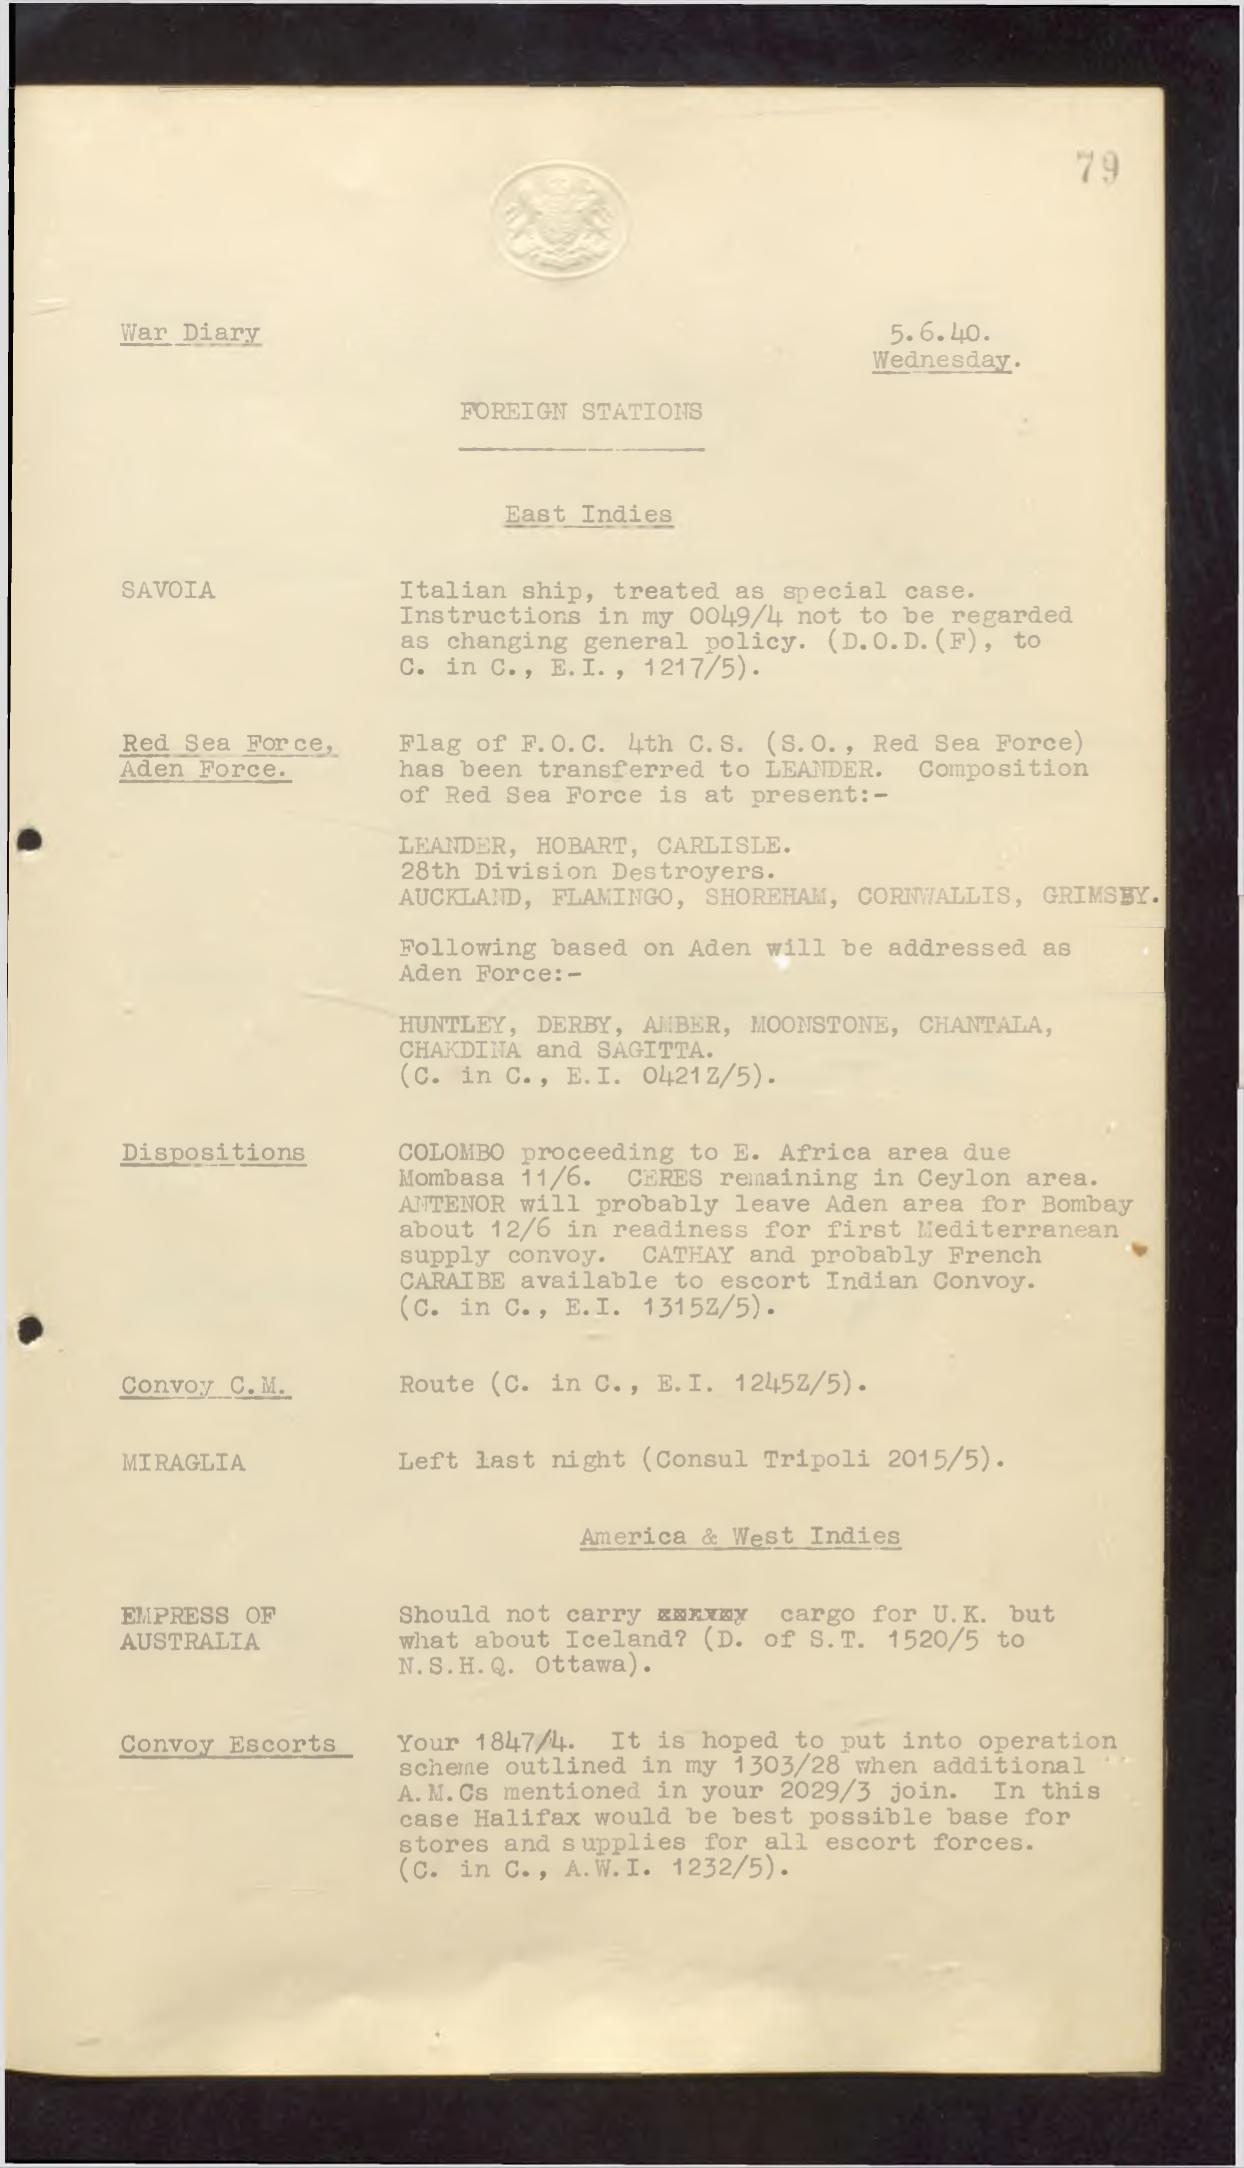 79
War Diary 5.6.40.
Wednesday.
FOREIGN STATIONS
East Indies
SAVOIA Italian ship, treated as special case.
Instructions in my 0049/4 not to be regarded
as changing general policy. (D.O.D.(F), to
C. in C., E.I., 1217/5).
Red Sea Force, Flag of F.O.C. 4th C.S. (S.O., Red Sea Force)
Aden Force. has been transferred to LEANDER. Composition
of Red Sea Force is at present:-
LEANDER, HOBART, CARLISLE.
28th Division Destroyers.
AUCKLAND, FLAMINGO, SHOREHAM, CORNWALLIS, GRIMSBY.
Following based on Aden will be addressed as
Aden Force:-
HUNTLEY, DERBY, AMBER, MOONSTONE, CHANTALA,
CHAKDINA and SAGITTA.
(C. in C., E.I. 0421Z/5).
Dispositions COLOMBO proceeding to E. Africa area due
Mombasa 11/6. CERES remaining in Ceylon area.
ANTENOR will probably leave Aden area for Bombay
about 12/6 in readiness for first Mediterranean
supply convoy. CATHAY and probably French
CARAIBE available to escort Indian Convoy.
(C. in C., E.I. 1315Z/5).
Convoy C.M. Route (C. in C., E.I. 1245Z/5).
MIRAGLIA Left last night (Consul Tripoli 2015/5).
America & West Indies
EMPRESS OF Should not carry cargo for U.K. but
AUSTRALIA what about Iceland? (D. of S.T. 1520/5 to
N.S.H.Q. Ottawa).
Convoy Escorts Your 1847/4. It is hoped to put into operation
scheme outlined in my 1303/28 when additional
A.M.Cs mentioned in your 2029/3 join. In this
case Halifax would be best possible base for
stores and supplies for all escort forces.
(C. in C., A.W.I. 1232/5).